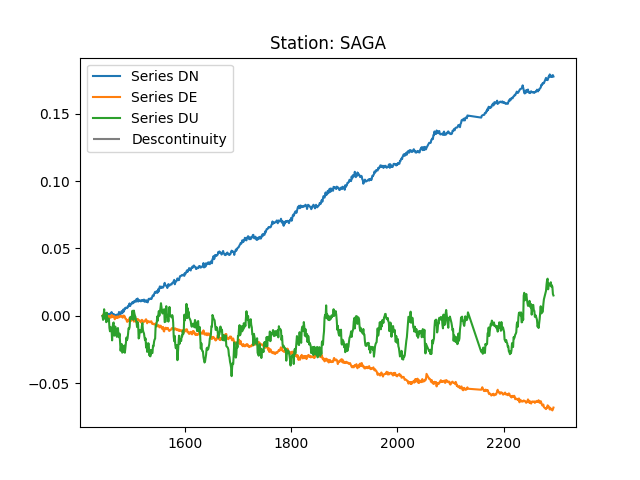 Station: SAGA
Series DN
Series DE
Series DU
Descontinuity
0.15
0.10
0.05
0.00
−0.05
1600 1800 2000 2200